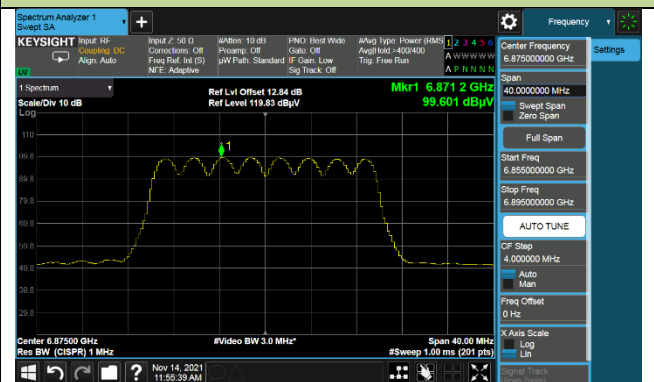 Spectrum Analyzer 1
Swept SA
+
Frequency
KEYSIGHT
Input: RF
Coupling: DC
Align: Auto
Input Z: 50 Ω
Corrections: Off
Freq Ref: Int (S)
NFE: Adaptive
#Atten: 10 dB
Preamp: Off
µW Path: Standard
PNO: Best Wide
Gate: Off
IF Gain: Low
Sig Track: Off
#Avg Type: Power (RMS
Avg|Hold:>400/400
Trig: Free Run
1 2 3 4 5 6
A W W W W W
A P N N N N
LW
1 Spectrum
Scale/Div 10 dB
Log
Ref Lvl Offset 12.84 dB
Ref Level 119.83 dBµV
Mkr1 6.871 2 GHz
99.601 dBµV
110
99.8
89.8
79.8
69.8
59.8
49.8
39.8
29.8
1
Center 6.87500 GHz
Res BW (CISPR) 1 MHz
#Video BW 3.0 MHz*
Span 40.00 MHz
#Sweep 1.00 ms (201 pts)
Center Frequency
6.875000000 GHz
Settings
Span
40.0000000 MHz
Swept Span
Zero Span
Full Span
Start Freq
6.855000000 GHz
Stop Freq
6.895000000 GHz
AUTO TUNE
CF Step
4.000000 MHz
Auto
Man
Freq Offset
0 Hz
X Axis Scale
Log
Lin
Signal Track
(Span Zoom)
?
Nov 14, 2021
11:55:39 AM